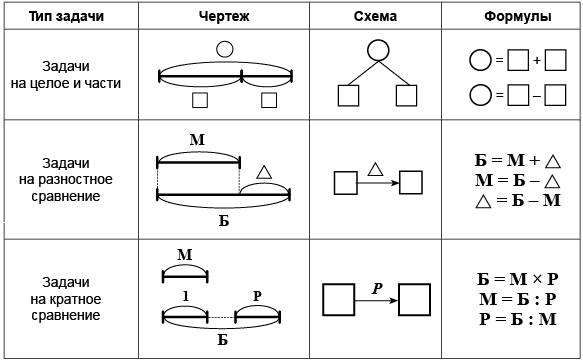 Тип задачи Чертеж Схема Формулы
Задачи
на целое и части
○ = □ + □
○ = □ – □
Задачи
на разностное
сравнение
М
△
Б
△
Б = М + △
М = Б – △
△ = Б – М
Задачи
на кратное
сравнение
М
1 Р
Б
Р
Б = М × Р
М = Б : Р
Р = Б : М